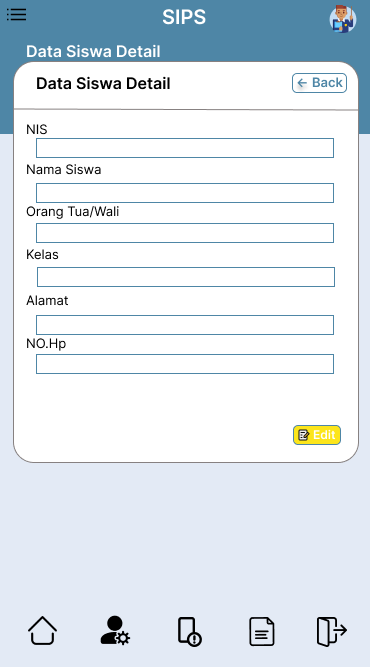 SIPS
Data Siswa Detail
Data Siswa Detail
Back
NIS
Nama Siswa
Orang Tua/Wali
Kelas
Alamat
NO.Hp
Edit